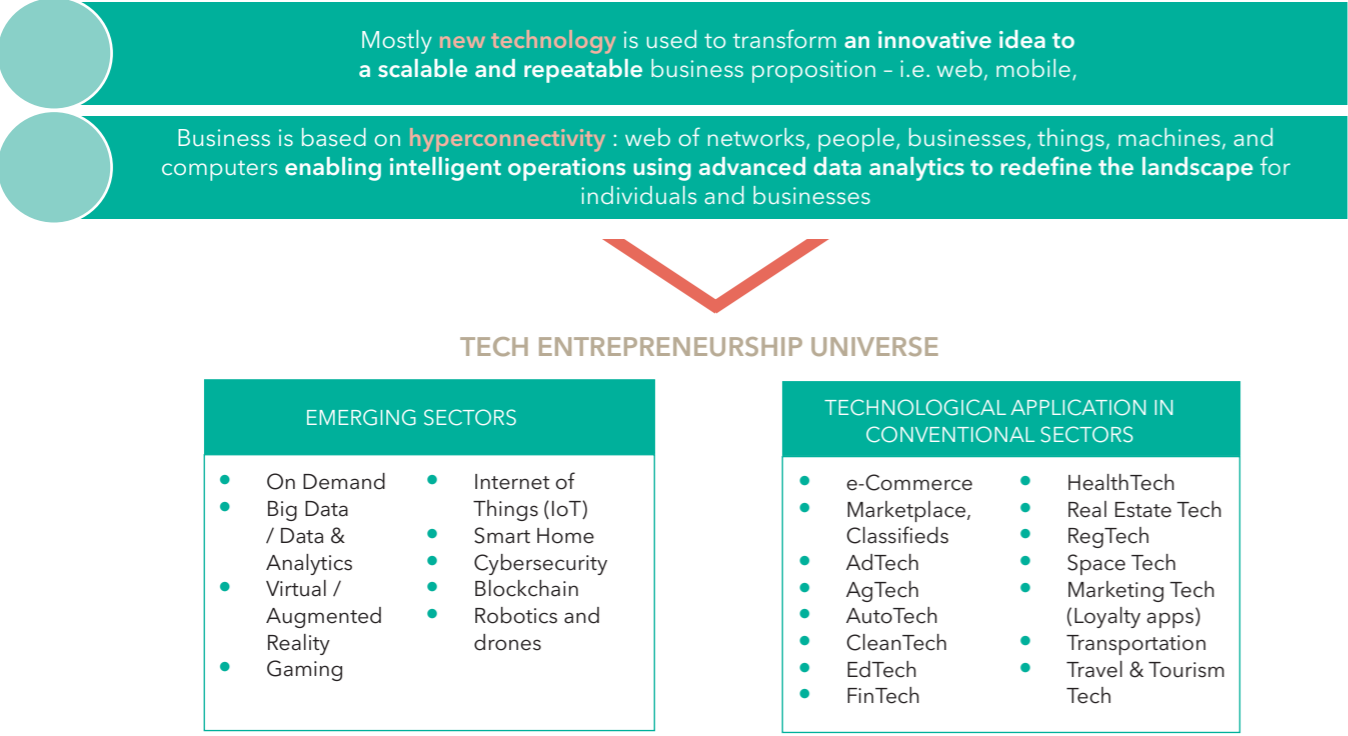 Mostly new technology is used to transform an innovative idea to
a scalable and repeatable business proposition – i.e. web, mobile,
Business is based on hyperconnectivity : web of networks, people, businesses, things, machines, and
computers enabling intelligent operations using advanced data analytics to redefine the landscape for
individuals and businesses
TECH ENTREPRENEURSHIP UNIVERSE
EMERGING SECTORS
• On Demand
• Big Data
/ Data &
Analytics
• Virtual /
Augmented
Reality
• Gaming
• Internet of
Things (IoT)
• Smart Home
• Cybersecurity
• Blockchain
• Robotics and
drones
TECHNOLOGICAL APPLICATION IN
CONVENTIONAL SECTORS
• e-Commerce
• Marketplace,
Classifieds
• AdTech
• AgTech
• AutoTech
• CleanTech
• EdTech
• FinTech
• HealthTech
• Real Estate Tech
• RegTech
• Space Tech
• Marketing Tech
(Loyalty apps)
• Transportation
• Travel & Tourism
Tech